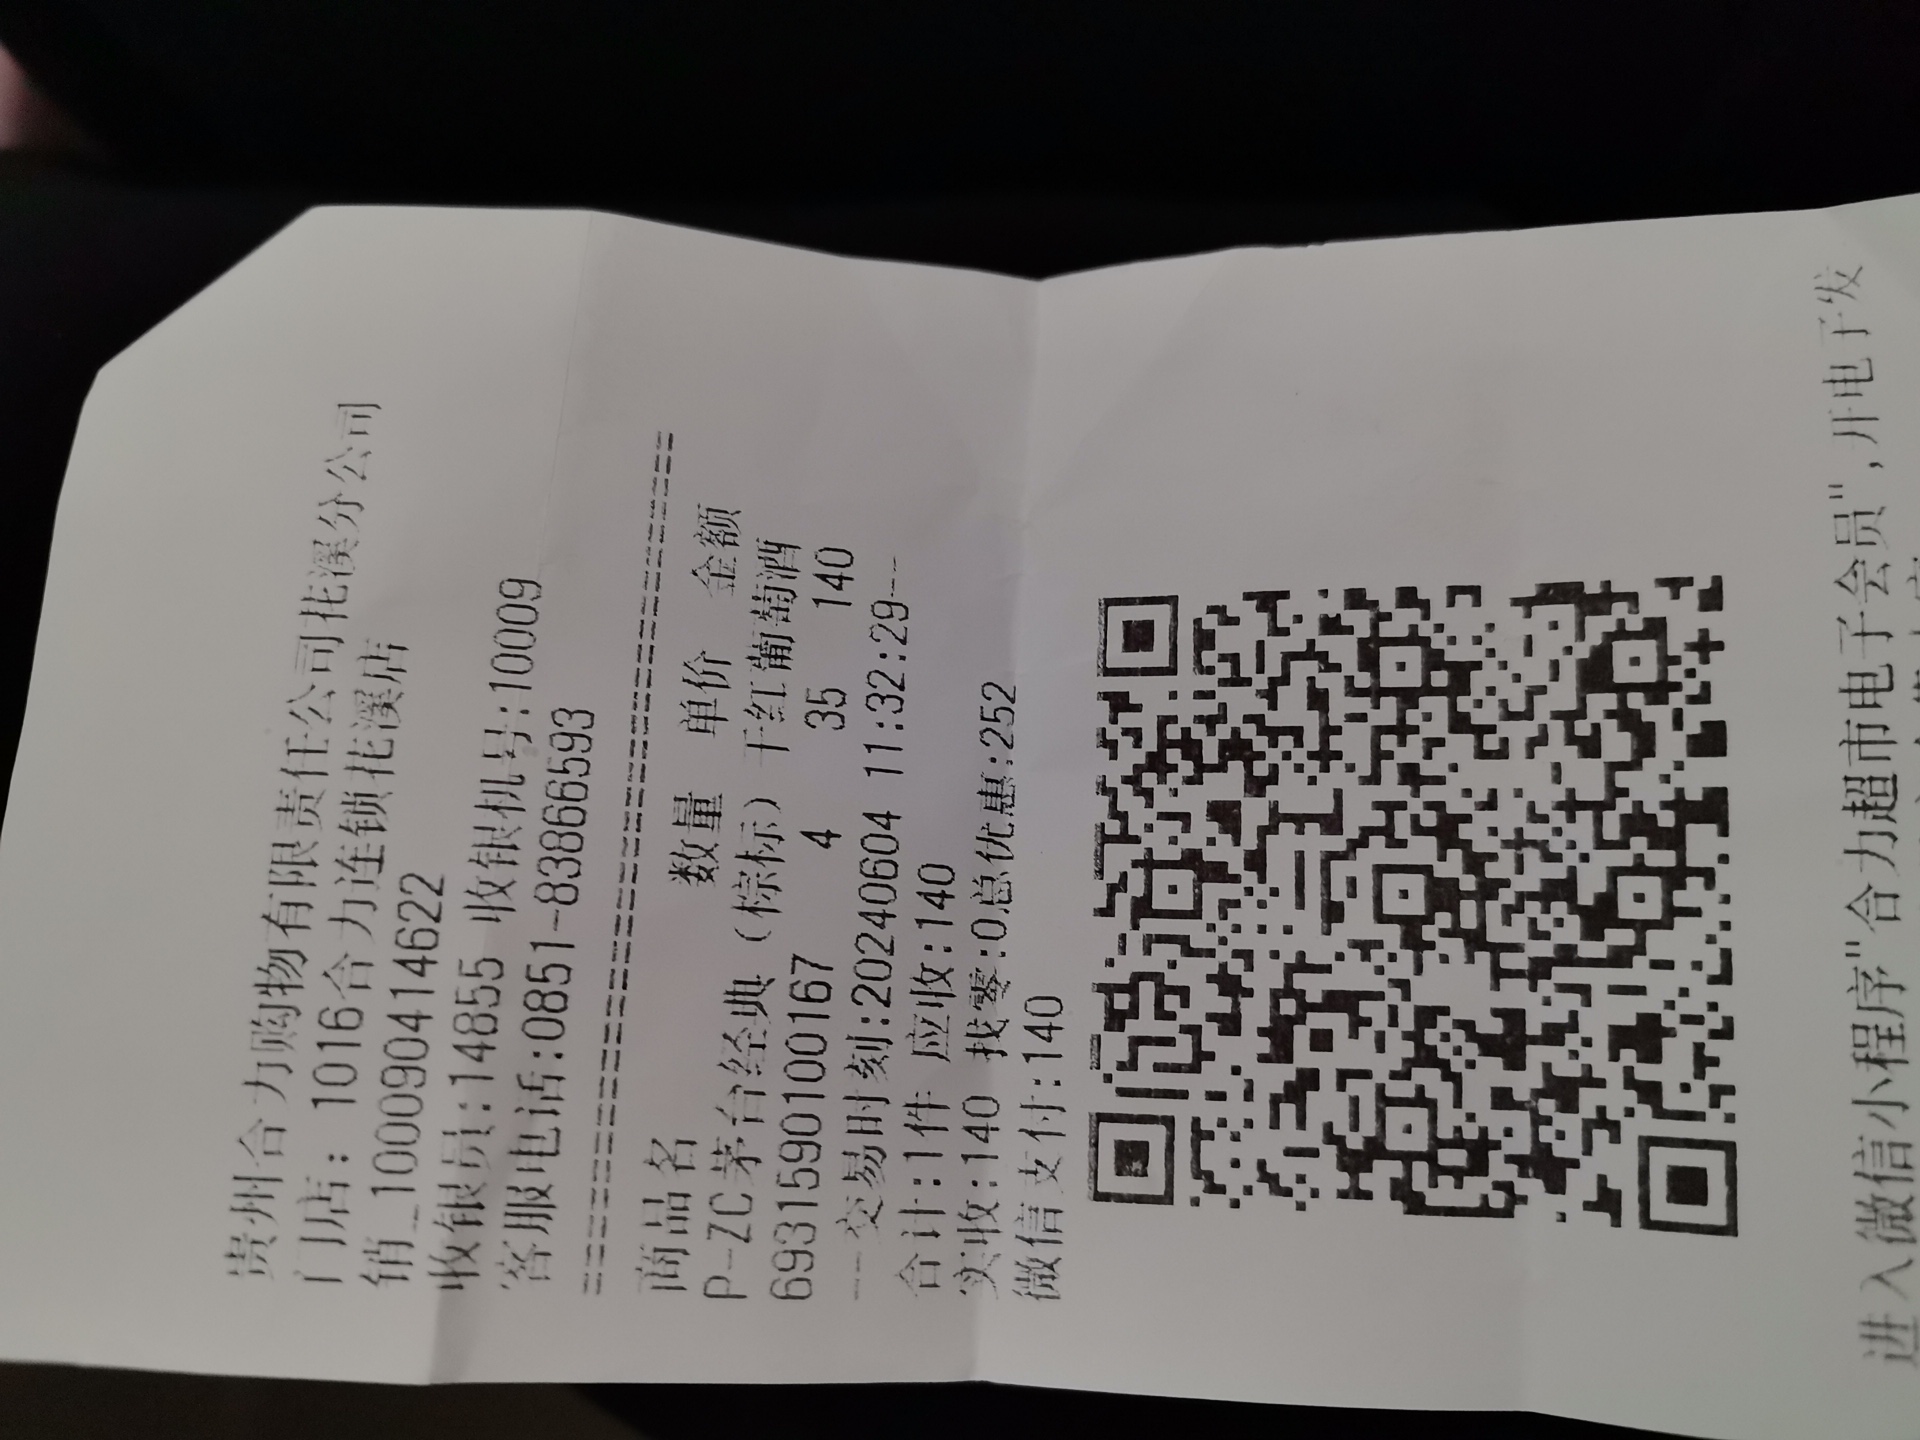 贵州合力购物有限责任公司花溪分公司
门店: 1016合力连锁花溪店
销_100090414622
收银员:14855 收银机号:10009
客服电话:0851-83866593
商品名 数量 单价 金额
P-ZC茅台经典（棕标）干红葡萄酒
6931590100167 4 35 140
---交易时刻:20240604 11:32:29---
合计:1件 应收:140
实收:140 找零:0总优惠:252
微信支付:140
进入微信小程序"合力超市电子会员",开电子发